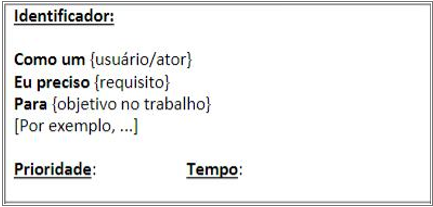 Identificador:
Como um {usuário/ator}
Eu preciso {requisito}
Para {objetivo no trabalho}
[Por exemplo, ...]
Prioridade: Tempo: